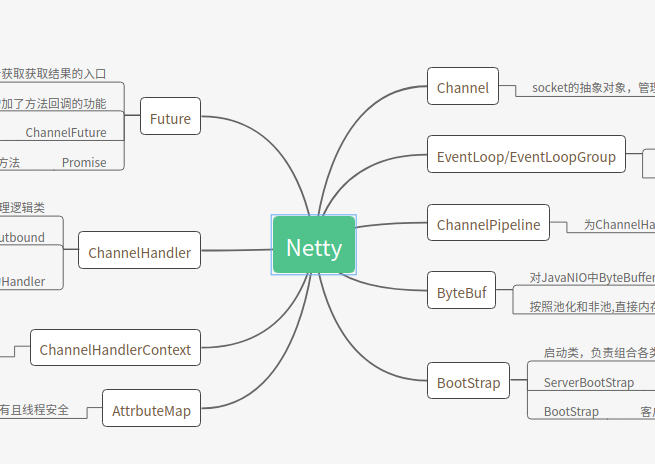 Netty
Future
获取获取结果的入口
加了方法回调的功能
ChannelFuture
方法
Promise
ChannelHandler
理逻辑类
utbound
Handler
ChannelHandlerContext
AttrbuteMap
有且线程安全
Channel
socket的抽象对象，管理
EventLoop/EventLoopGroup
ChannelPipeline
为ChannelHa
ByteBuf
对JavaNIO中ByteBuffer
按照池化和非池,直接内存
BootStrap
启动类，负责组合各类
ServerBootStrap
BootStrap
客户